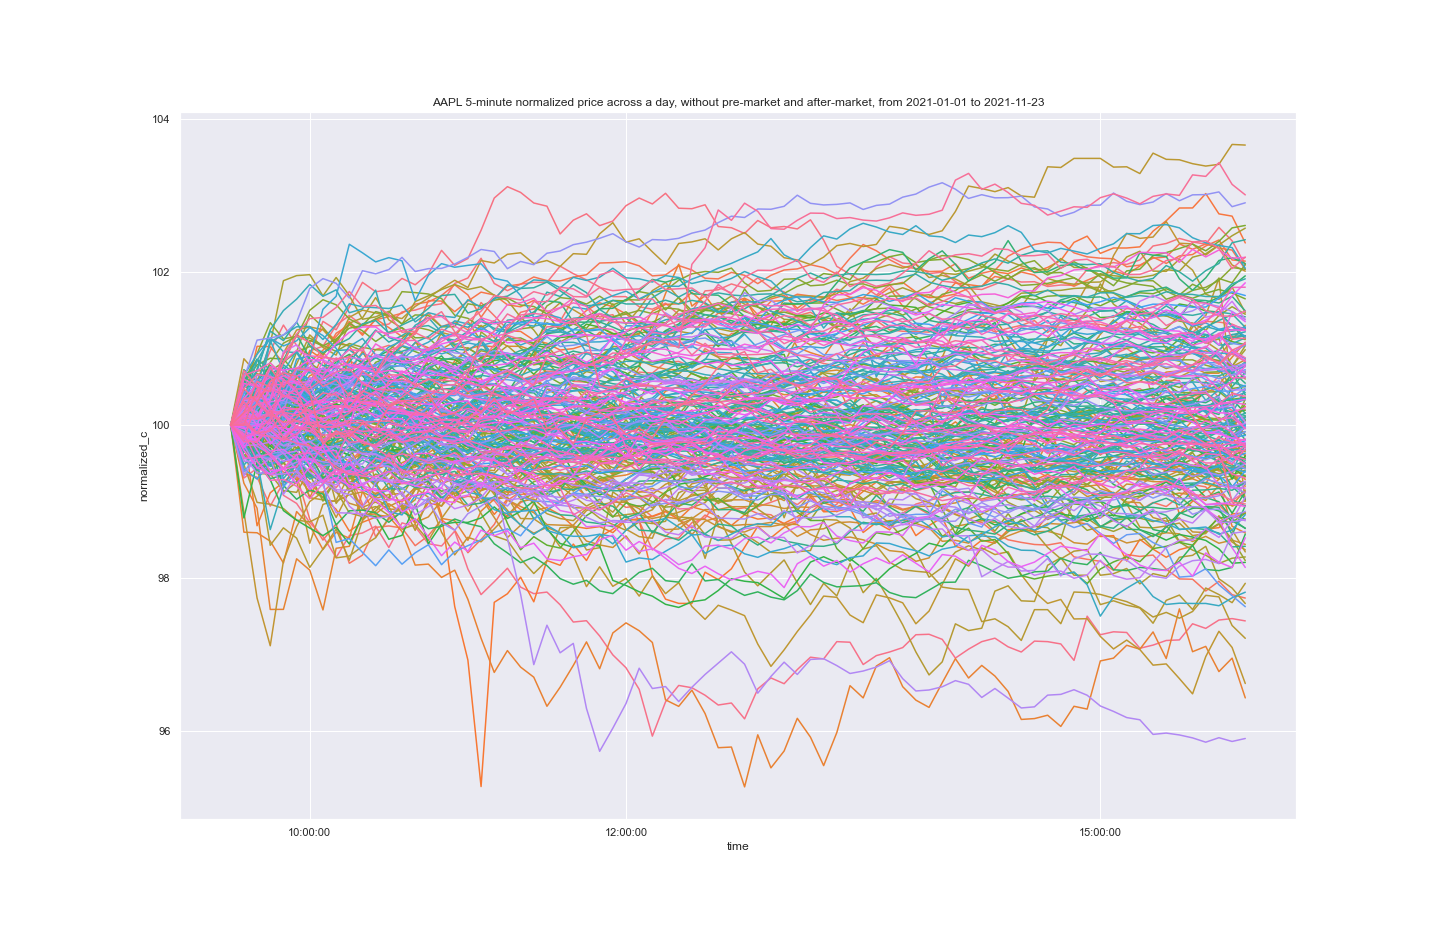 AAPL 5-minute normalized price across a day, without pre-market and after-market, from 2021-01-01 to 2021-11-23
104
102
100
98
96
normalized_c
10:00:00
12:00:00
15:00:00
time